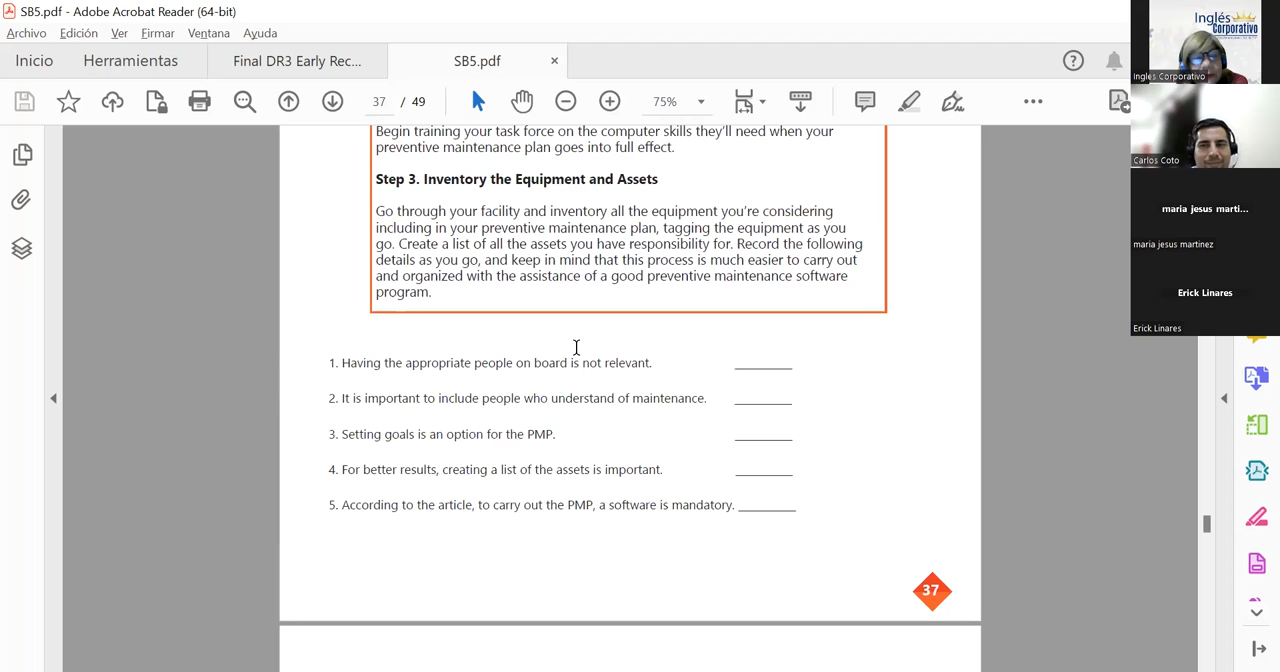 SB5.pdf - Adobe Acrobat Reader (64-bit)
Archivo Edición Ver Firmar Ventana Ayuda
Inicio Herramientas Final DR3 Early Rec... SB5.pdf ×
37 / 49 75%
Begin training your task force on the computer skills they'll need when your
preventive maintenance plan goes into full effect.
Step 3. Inventory the Equipment and Assets
Go through your facility and inventory all the equipment you're considering
including in your preventive maintenance plan, tagging the equipment as you
go. Create a list of all the assets you have responsibility for. Record the following
details as you go, and keep in mind that this process is much easier to carry out
and organized with the assistance of a good preventive maintenance software
program.
1. Having the appropriate people on board is not relevant. ________
2. It is important to include people who understand of maintenance. ________
3. Setting goals is an option for the PMP. ________
4. For better results, creating a list of the assets is important. ________
5. According to the article, to carry out the PMP, a software is mandatory. ________
37
Inglés
Corporativo
Ingles Corporativo
Carlos Coto
maria jesus marti...
maria jesus martinez
Erick Linares
Erick Linares